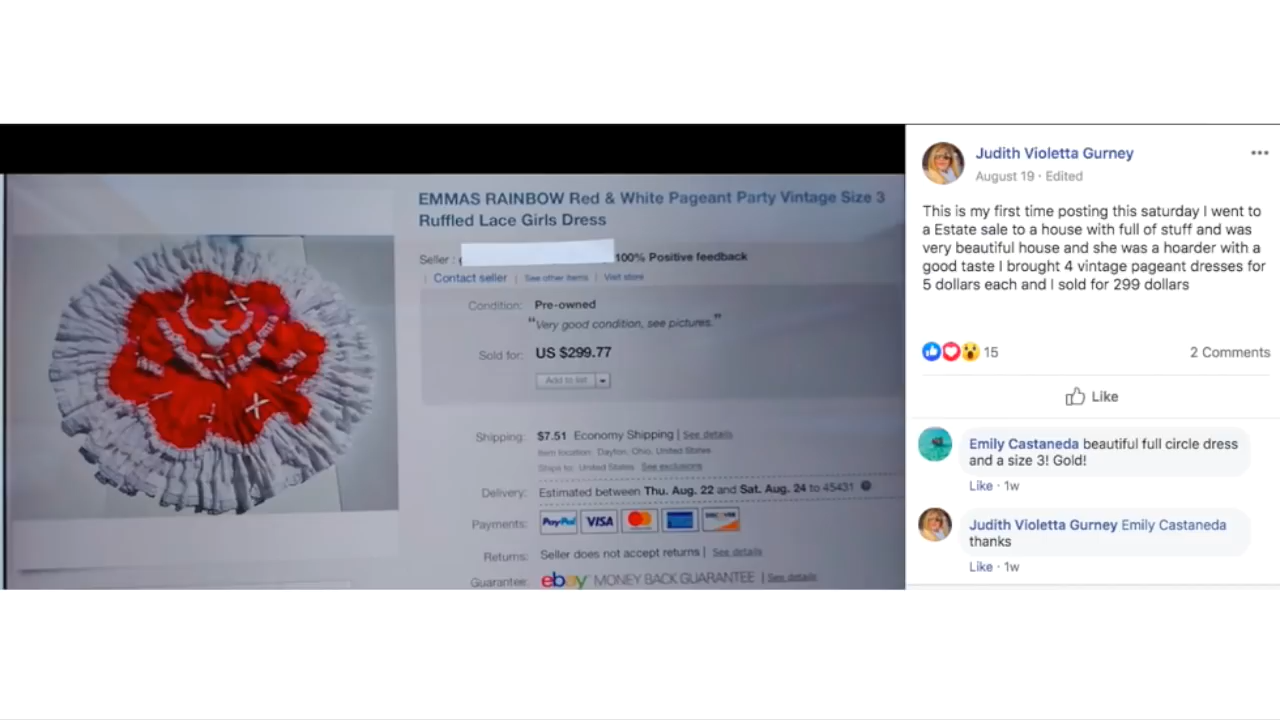 EMMAS RAINBOW Red & White Pageant Party Vintage Size 3
Ruffled Lace Girls Dress
Seller :
100% Positive feedback
Contact seller | See other items | Visit store
Condition: Pre-owned
"Very good condition, see pictures."
Sold for: US $299.77
Add to list
Shipping: $7.51 Economy Shipping | See details
Item location: Dayton, Ohio, United States
Ships to: United States See exclusions
Delivery: Estimated between Thu. Aug. 22 and Sat. Aug. 24 to 45431
Payments: PayPal VISA MasterCard DISCOVER
Returns: Seller does not accept returns | See details
Guarantee: ebay MONEY BACK GUARANTEE | See details
Judith Violetta Gurney
August 19 · Edited
This is my first time posting this saturday I went to
a Estate sale to a house with full of stuff and was
very beautiful house and she was a hoarder with a
good taste I brought 4 vintage pageant dresses for
5 dollars each and I sold for 299 dollars
15
2 Comments
Like
Emily Castaneda beautiful full circle dress
and a size 3! Gold!
Like · 1w
Judith Violetta Gurney Emily Castaneda
thanks
Like · 1w